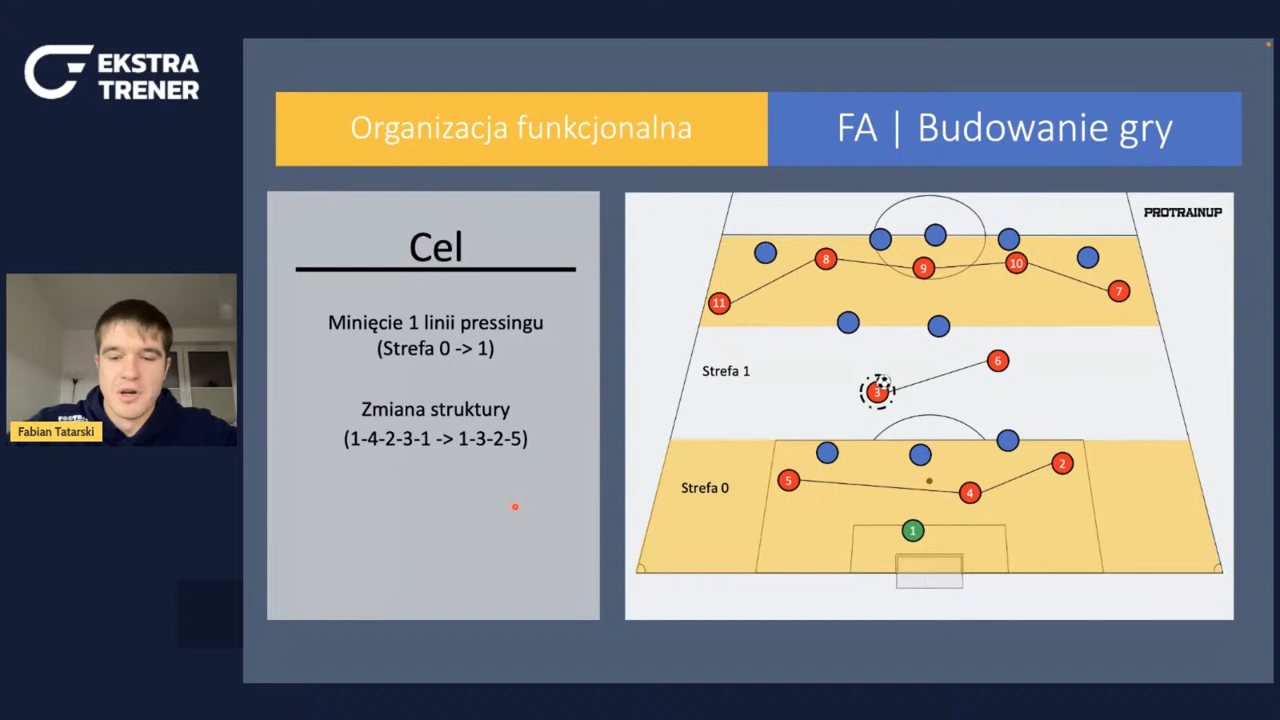 EKSTRA
TRENER
Organizacja funkcjonalna
FA | Budowanie gry
Cel
Minięcie 1 linii pressingu
(Strefa 0 -> 1)
Zmiana struktury
(1-4-2-3-1 -> 1-3-2-5)
PROTRAINUP
8
9
10
11
7
Strefa 1
6
3
Strefa 0
5
4
2
1
Fabian Tatarski